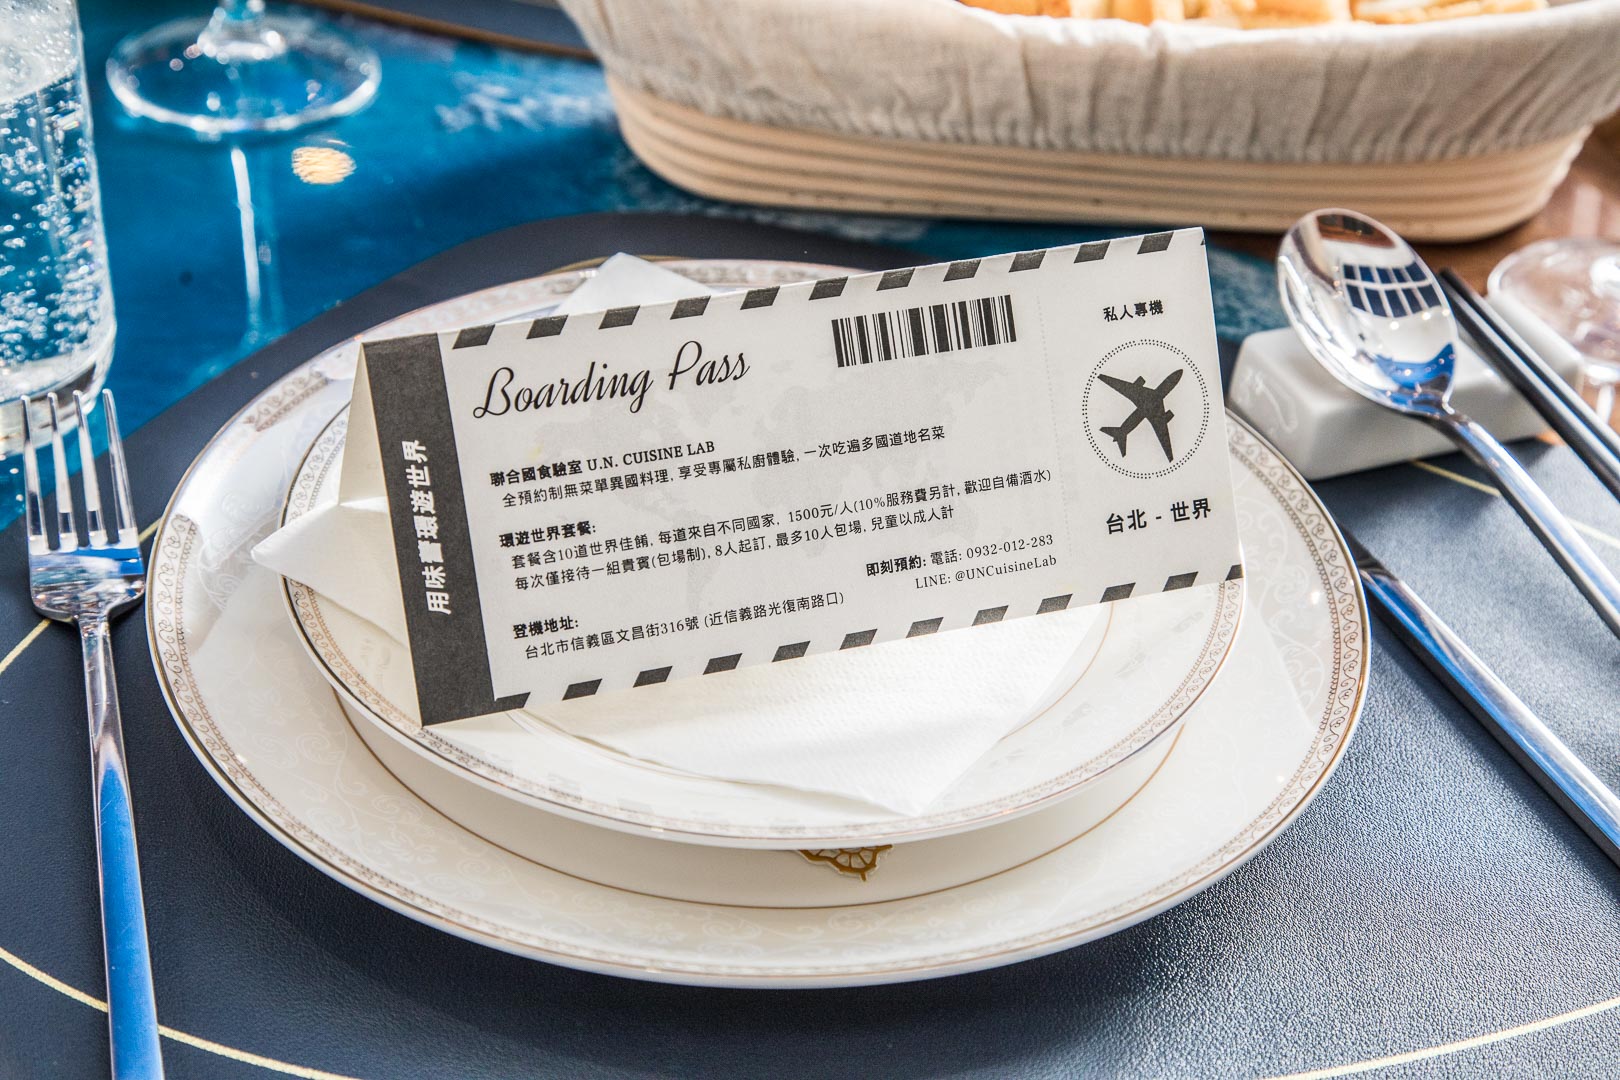 用味蕾環遊世界
Boarding Pass
聯合國食驗室 U.N. CUISINE LAB
全預約制無菜單異國料理, 享受專屬私廚體驗, 一次吃遍多國道地名菜
環遊世界套餐:
套餐含10道世界佳餚, 每道來自不同國家, 1500元/人(10%服務費另計, 歡迎自備酒水)
每次僅接待一組貴賓(包場制), 8人起訂, 最多10人包場, 兒童以成人計
即刻預約: 電話: 0932-012-283
LINE: @UNCuisineLab
登機地址:
台北市信義區文昌街316號 (近信義路光復南路口)
私人專機
台北 - 世界